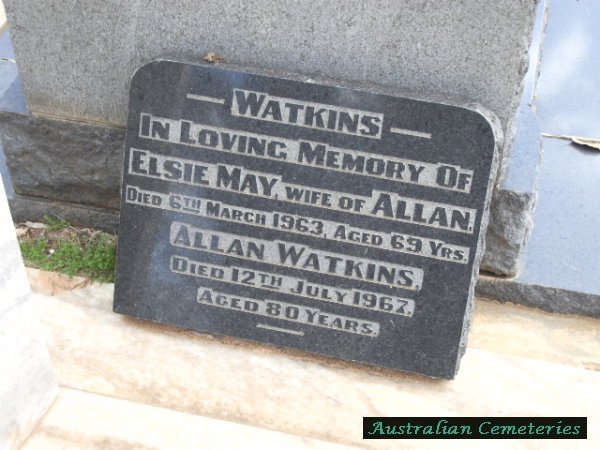 WATKINS
IN LOVING MEMORY OF
ELSIE MAY, WIFE OF ALLAN.
DIED 6TH MARCH 1963, AGED 69 YRS.
ALLAN WATKINS.
DIED 12TH JULY 1967.
AGED 80 YEARS.
Australian Cemeteries